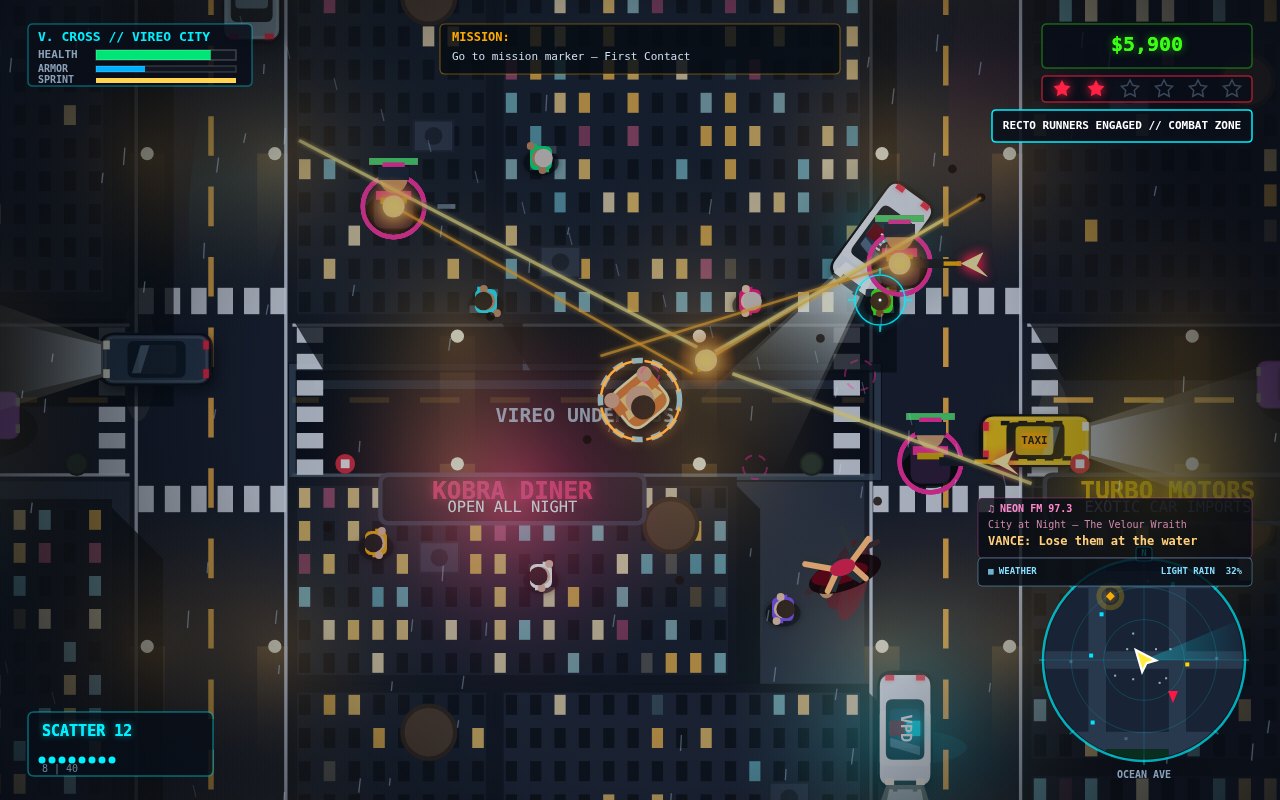 V. CROSS // VIREO CITY
HEALTH
ARMOR
SPRINT
MISSION:
Go to mission marker — First Contact
$5,900
RECTO RUNNERS ENGAGED // COMBAT ZONE
VIREO UNDE
S
TAXI
KOBRA DINER
OPEN ALL NIGHT
TURBO MOTORS
EXOTIC CAR IMPORTS
♫ NEON FM 97.3
City at Night — The Velour Wraith
VANCE: Lose them at the water
N
WEATHER
LIGHT RAIN 32%
VPD
SCATTER 12
8 | 40
OCEAN AVE